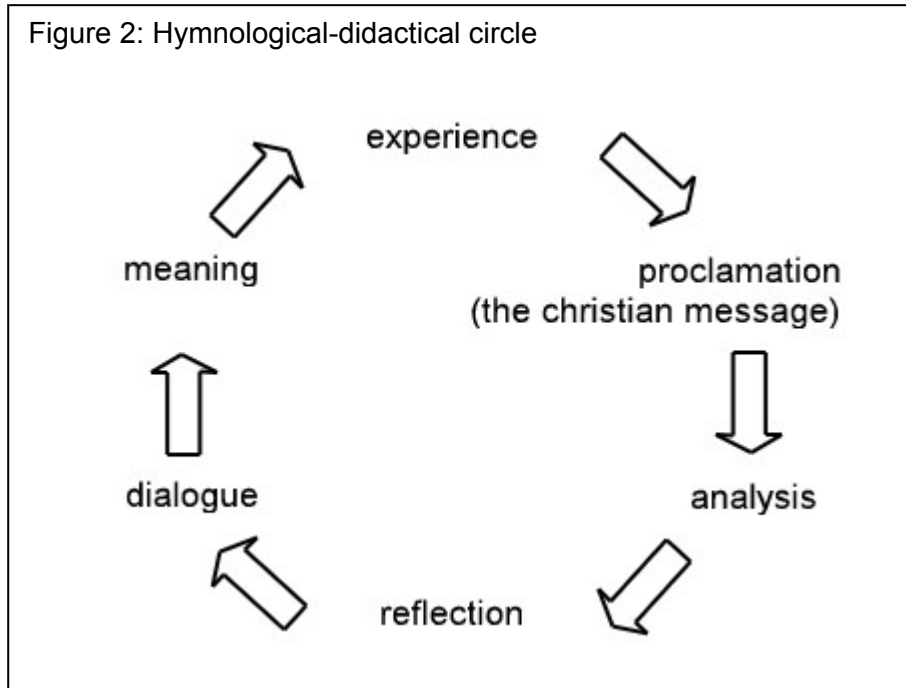 Figure 2: Hymnological-didactical circle
experience
proclamation
(the christian message)
analysis
reflection
dialogue
meaning